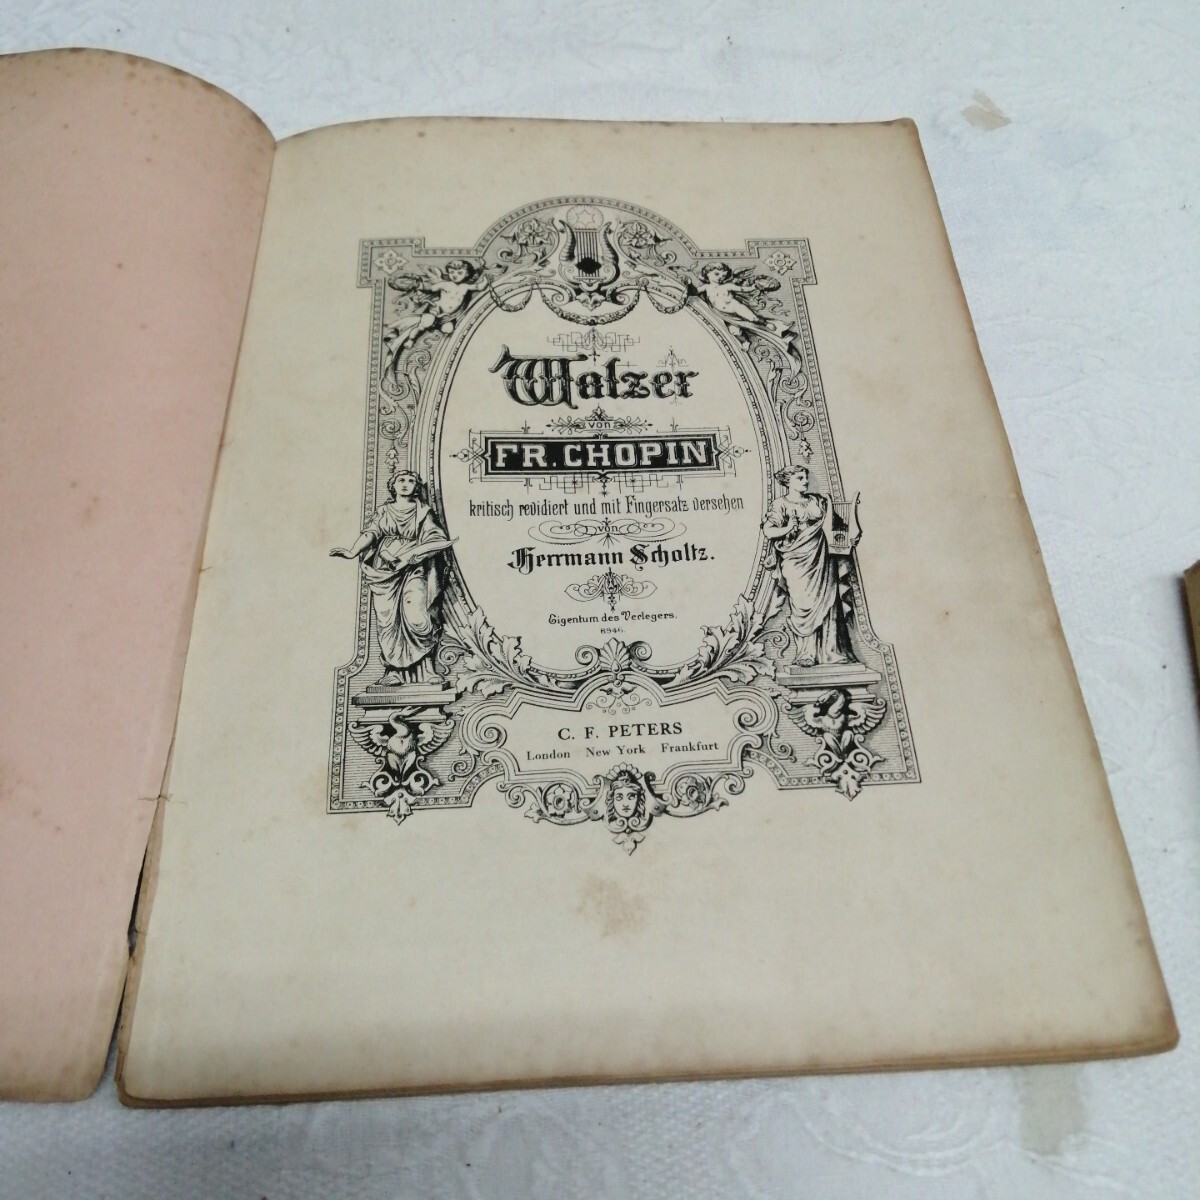 Walzer
von
FR. CHOPIN
kritisch revidiert und mit Fingersatz versehen
von
Herrmann Scholtz.
Eigentum des Verlegers.
6946.
C. F. PETERS
London New York Frankfurt